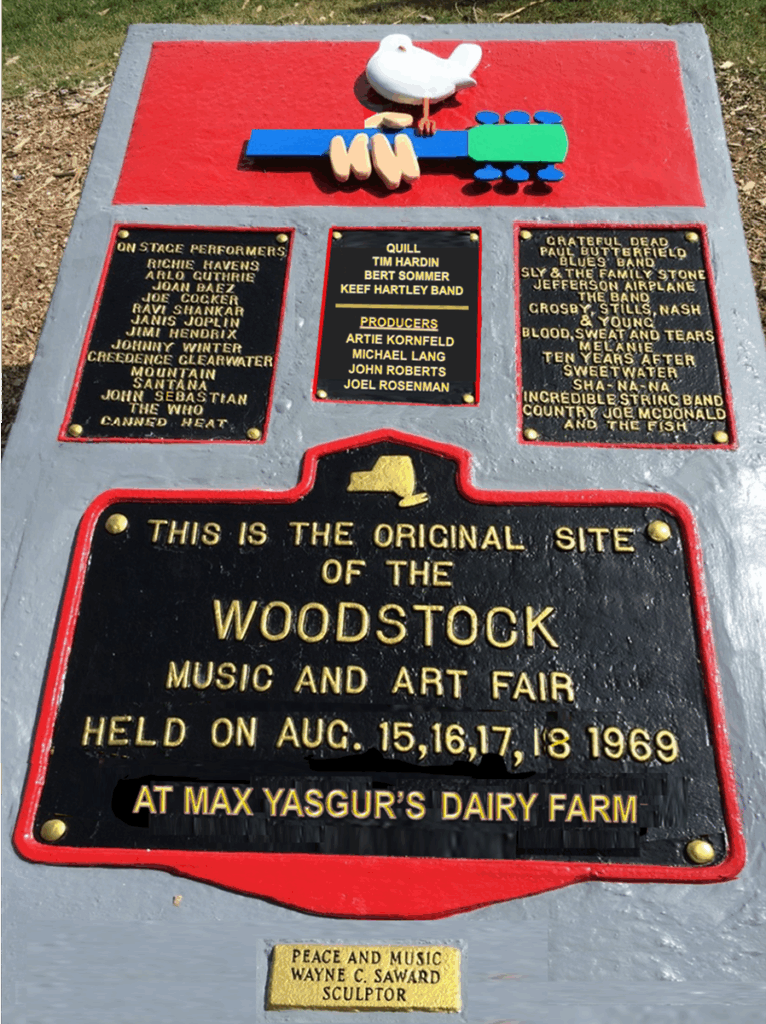 ON STAGE PERFORMERS
RICHIE HAVENS
ARLO GUTHRIE
JOAN BAEZ
JOE COCKER
RAVI SHANKAR
JANIS JOPLIN
JIMI HENDRIX
JOHNNY WINTER
CREEDENCE CLEARWATER
MOUNTAIN
SANTANA
JOHN SEBASTIAN
THE WHO
CANNED HEAT
QUILL
TIM HARDIN
BERT SOMMER
KEEF HARTLEY BAND
PRODUCERS
ARTIE KORNFELD
MICHAEL LANG
JOHN ROBERTS
JOEL ROSENMAN
GRATEFUL DEAD
PAUL BUTTERFIELD
BLUES BAND
SLY & THE FAMILY STONE
JEFFERSON AIRPLANE
THE BAND
CROSBY, STILLS, NASH
& YOUNG
BLOOD, SWEAT AND TEARS
MELANIE
TEN YEARS AFTER
SWEETWATER
SHA-NA-NA
INCREDIBLE STRING BAND
COUNTRY JOE MCDONALD
AND THE FISH
THIS IS THE ORIGINAL SITE
OF THE
WOODSTOCK
MUSIC AND ART FAIR
HELD ON AUG. 15,16,17,18 1969
AT MAX YASGUR'S DAIRY FARM
PEACE AND MUSIC
WAYNE C. SAWARD
SCULPTOR